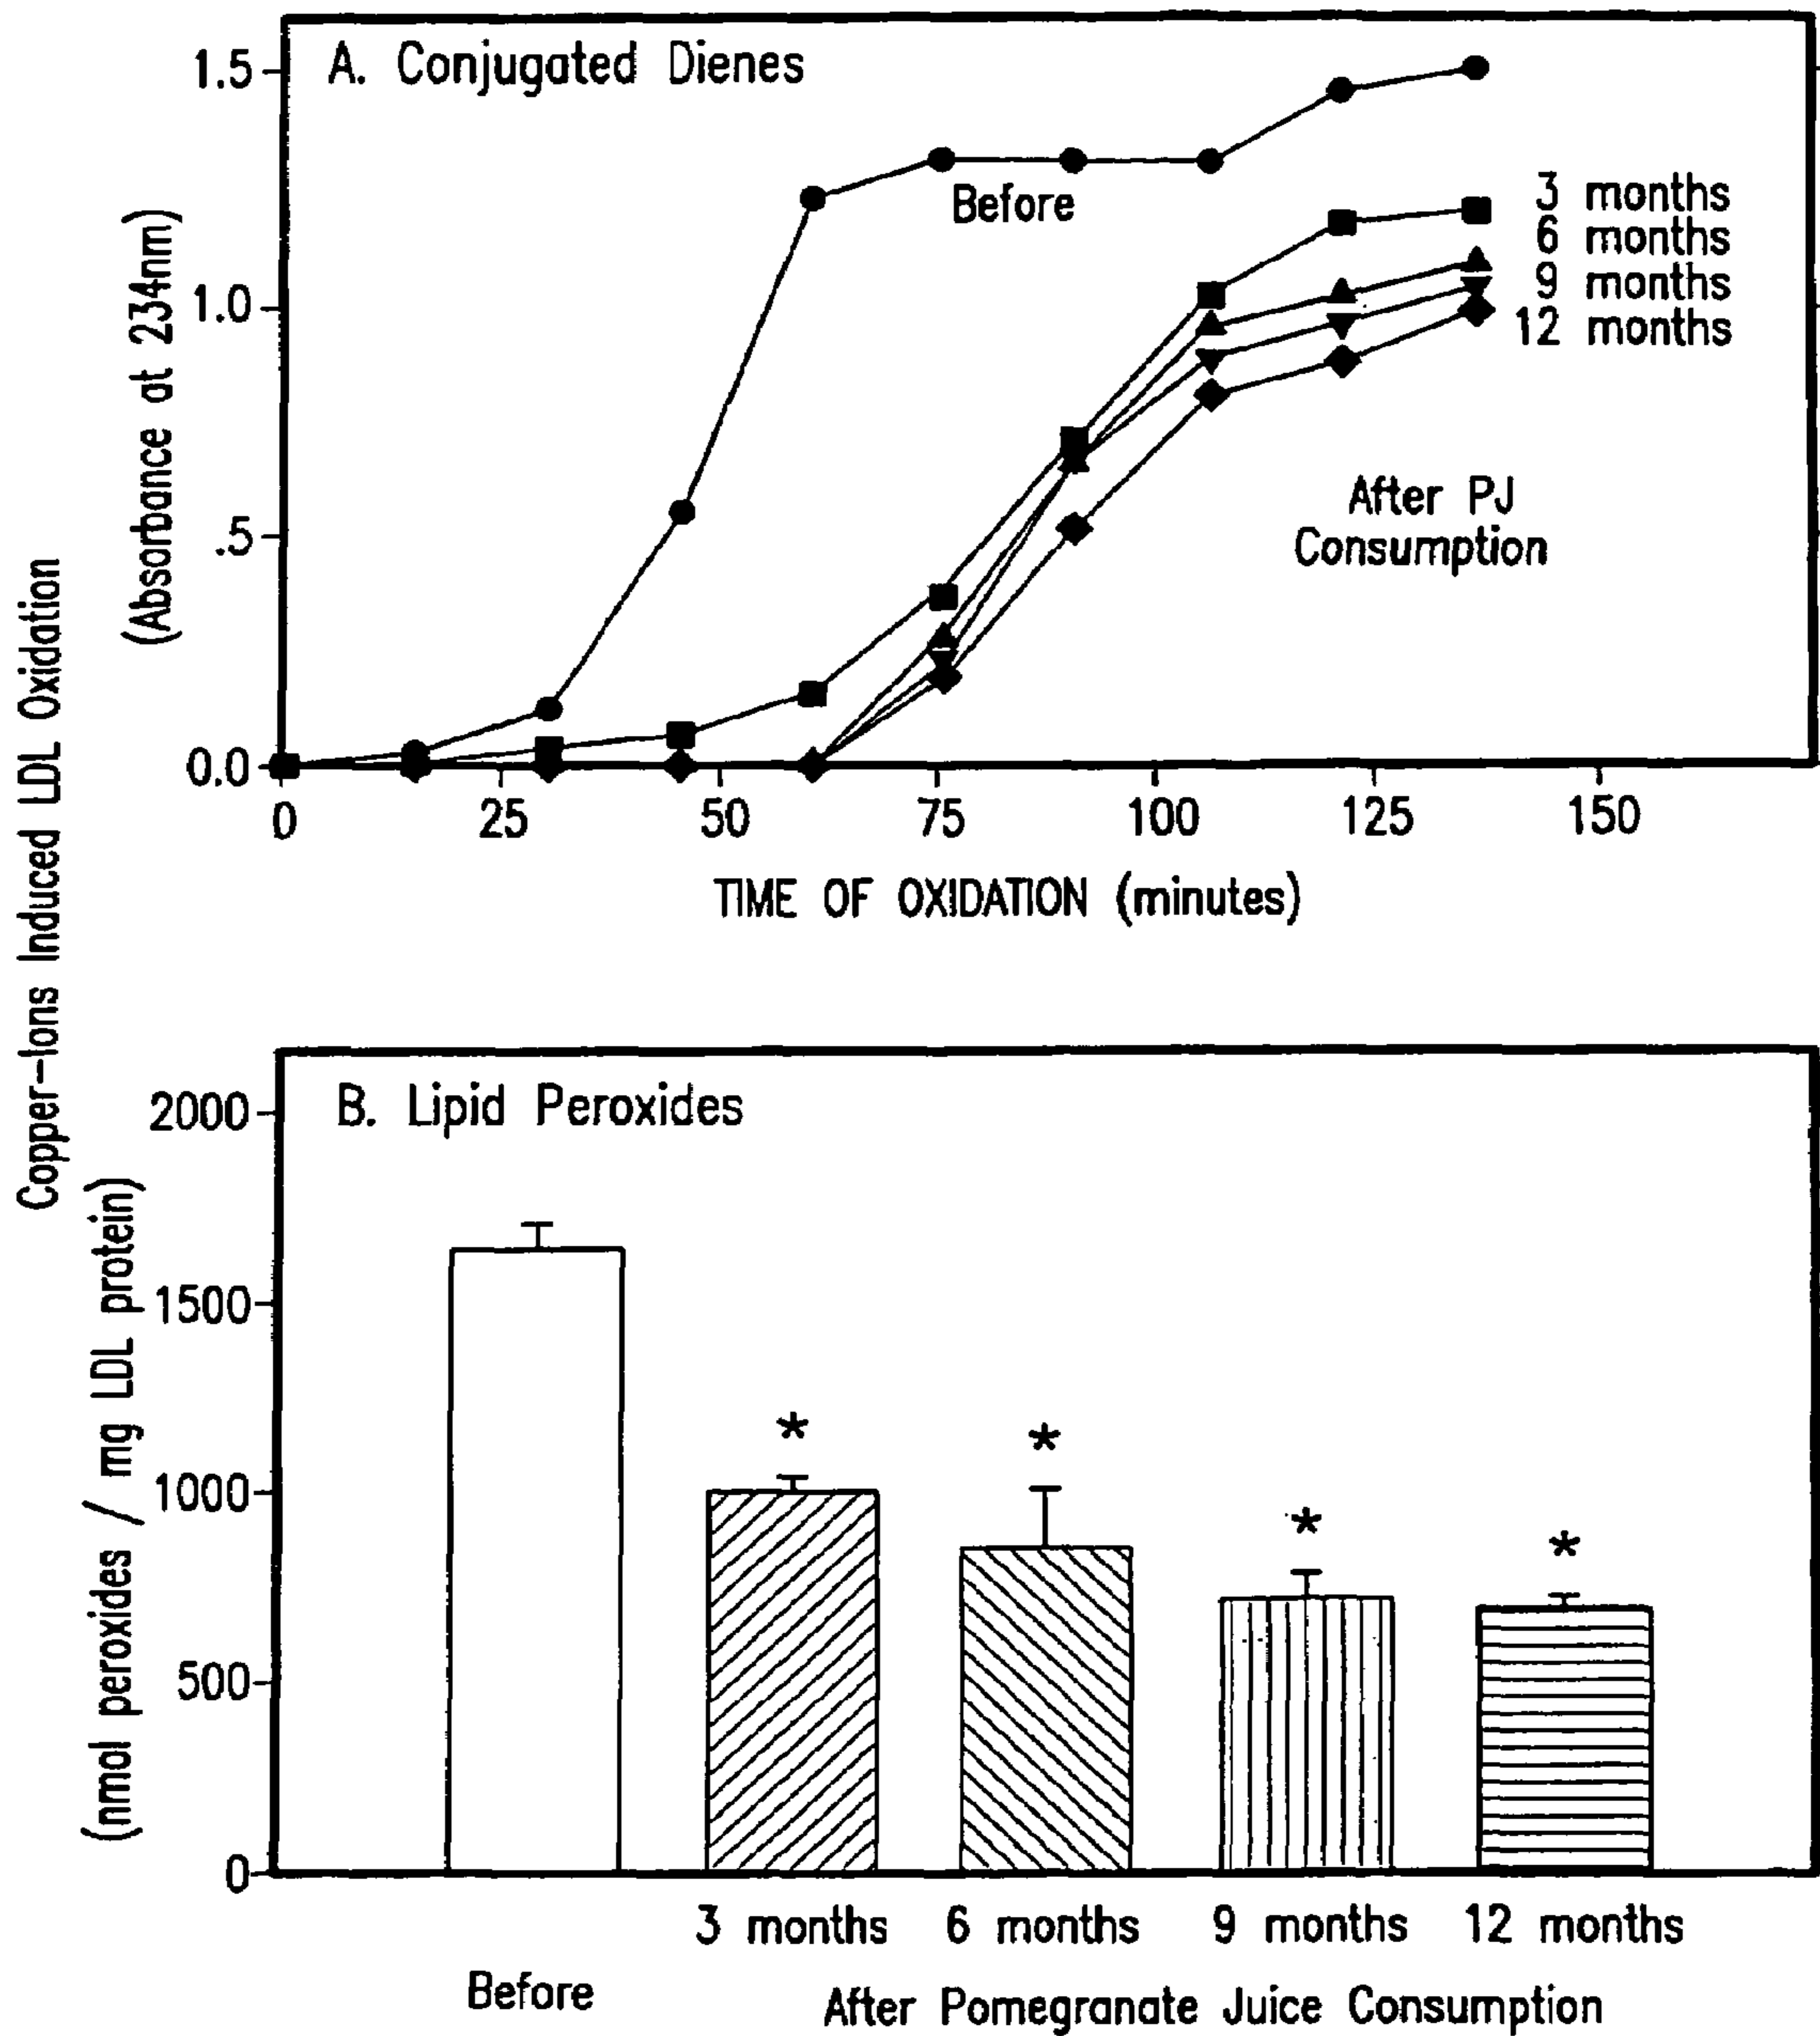 Copper-Ions Induced LDL Oxidation
A. Conjugated Dienes
(Absorbance at 234nm)
1.5
1.0
.5
0.0
Before
3 months
6 months
9 months
12 months
After PJ
Consumption
0 25 50 75 100 125 150
TIME OF OXIDATION (minutes)
B. Lipid Peroxides
(nmol peroxides / mg LDL protein)
2000
1500
1000
500
0
* * * *
3 months 6 months 9 months 12 months
Before
After Pomegranate Juice Consumption